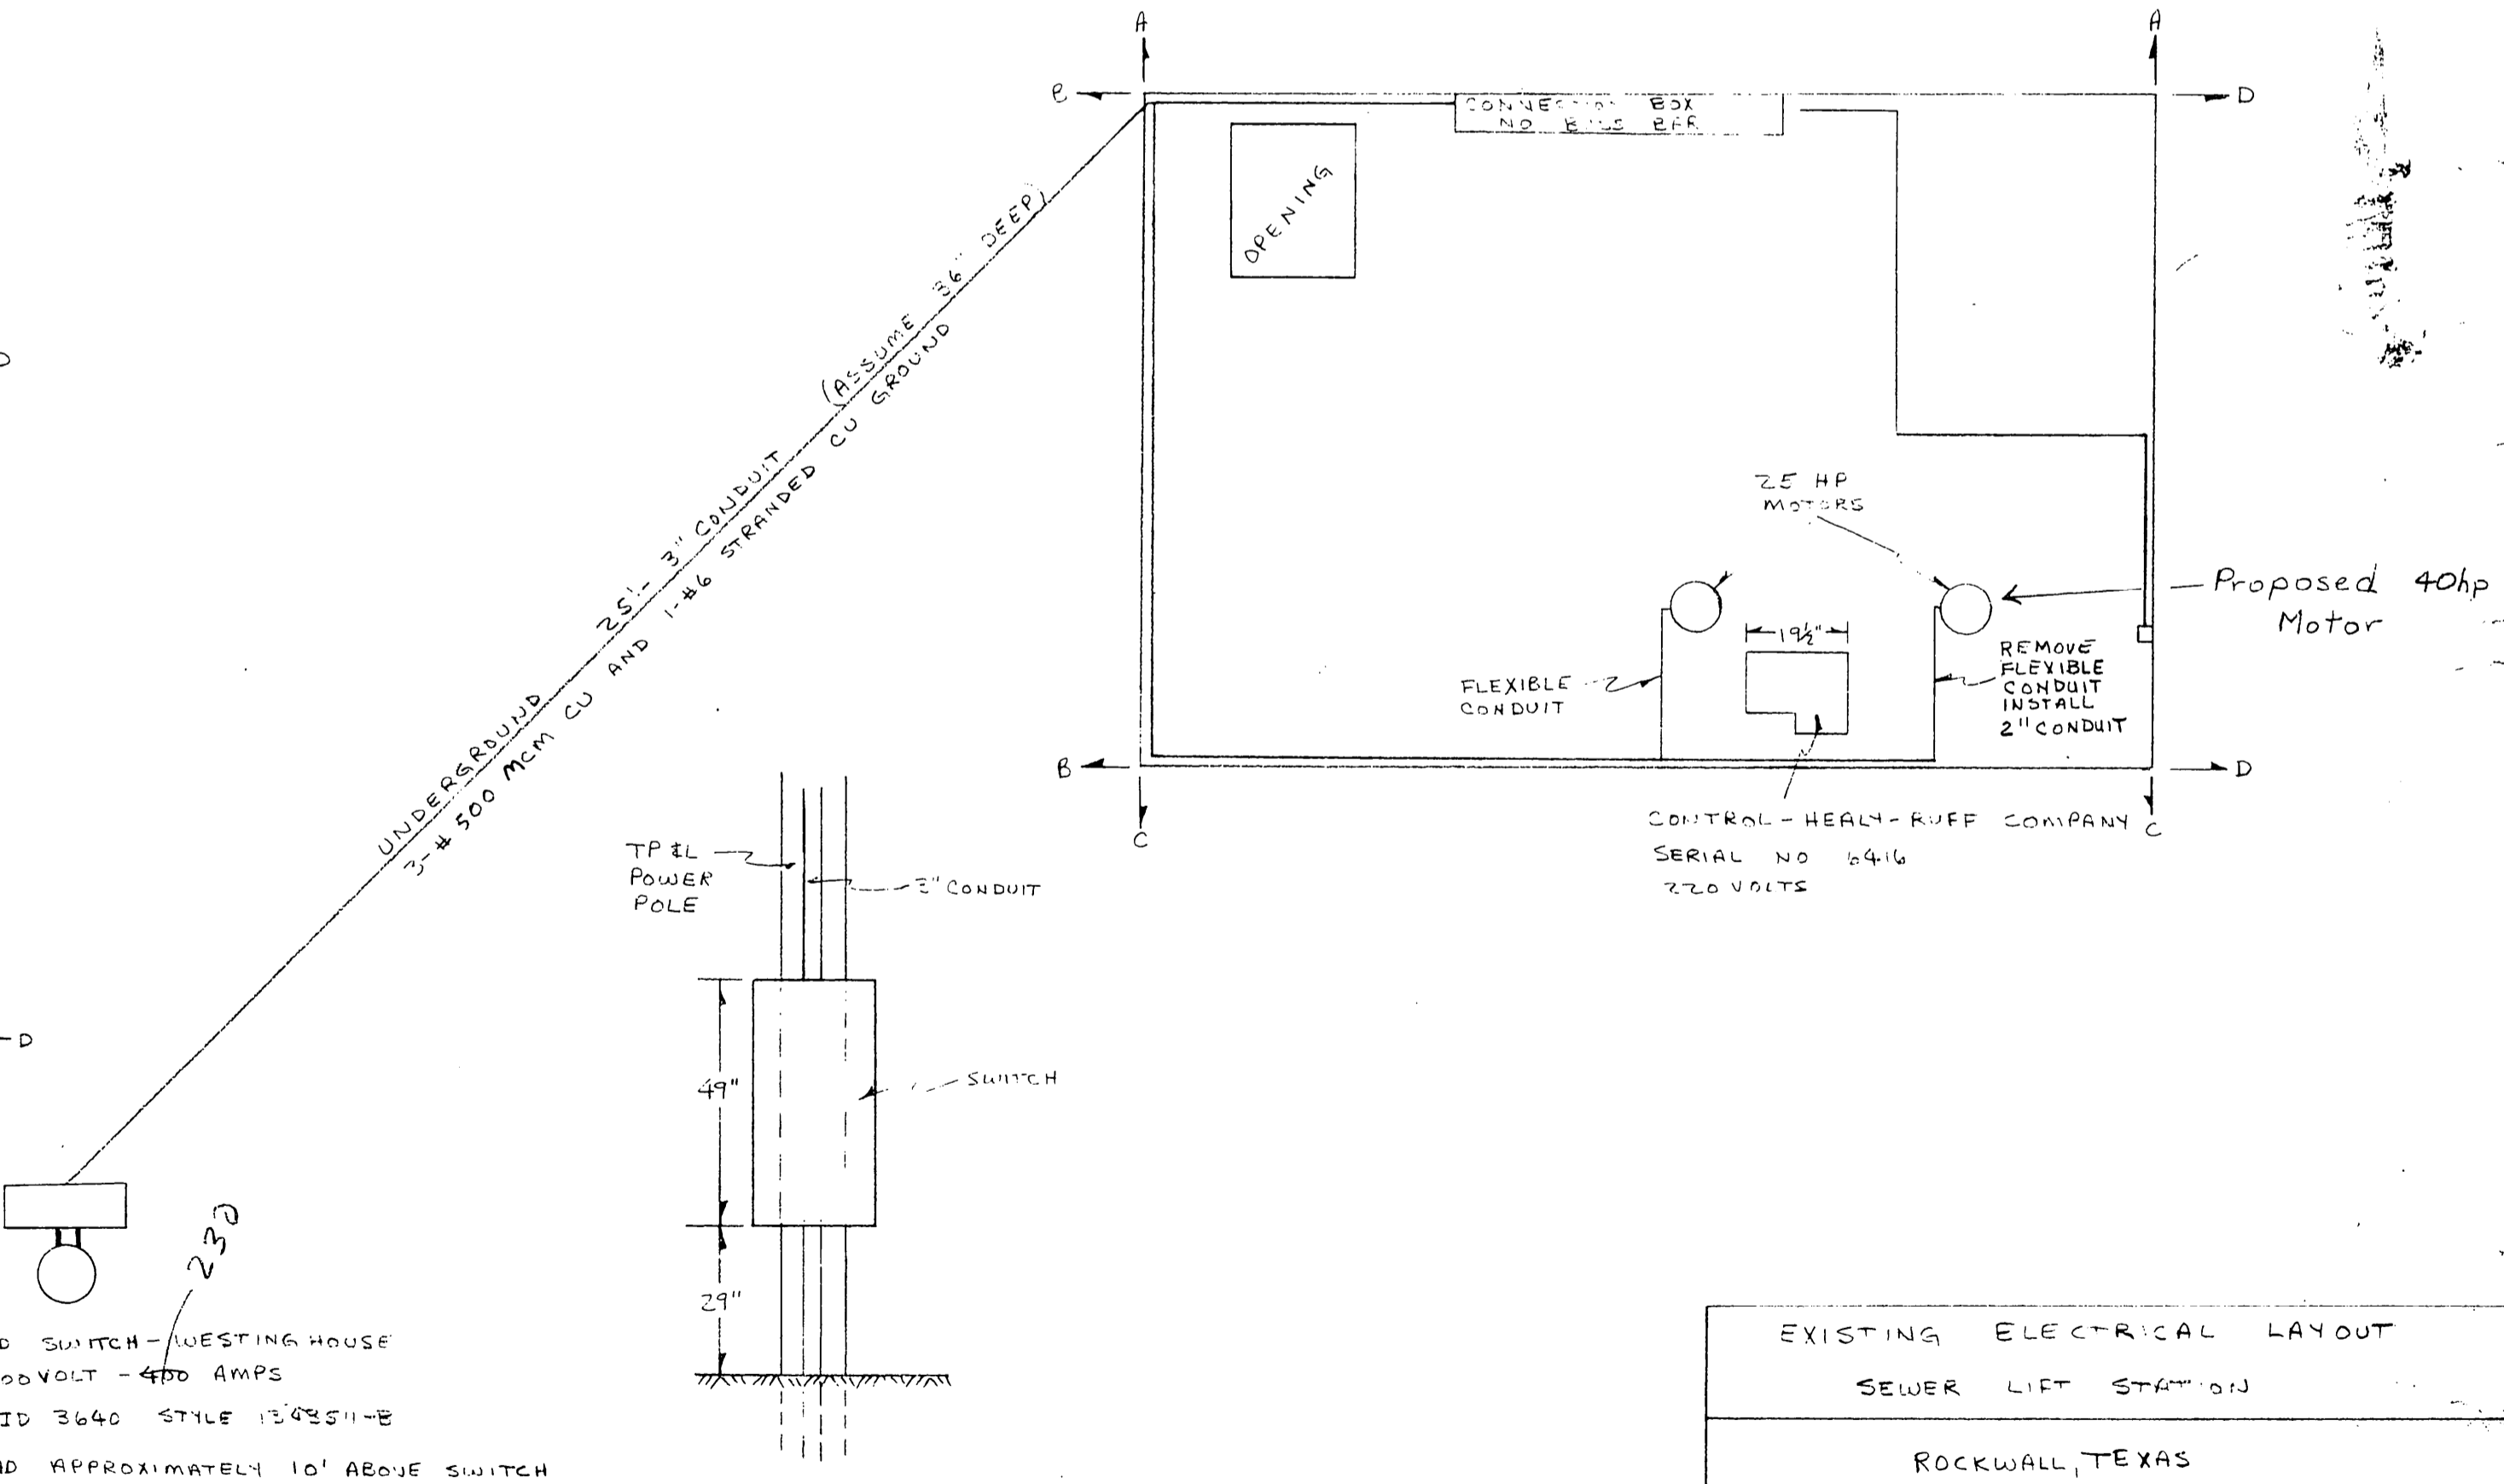 A
A
D
CONNECTION BOX
NO BUSS BAR
OPENING
(ASSUME 36" DEEP)
UNDERGROUND 25'- 3" CONDUIT
3-#500 MCM CU AND 1-#6 STRANDED CU GROUND
25 HP
MOTORS
Proposed 40hp
Motor
19½"
FLEXIBLE
CONDUIT
REMOVE
FLEXIBLE
CONDUIT
INSTALL
2" CONDUIT
B
D
C
C
CONTROL-HEALY-RUFF COMPANY
SERIAL NO 6416
220 VOLTS
TP&L
POWER
POLE
CONDUIT
49"
SWITCH
29"
D
230
SWITCH-WESTINGHOUSE
VOLT - 400 AMPS
3640 STYLE
APPROXIMATELY 10' ABOVE SWITCH
EXISTING ELECTRICAL LAYOUT
SEWER LIFT STATION
ROCKWALL, TEXAS